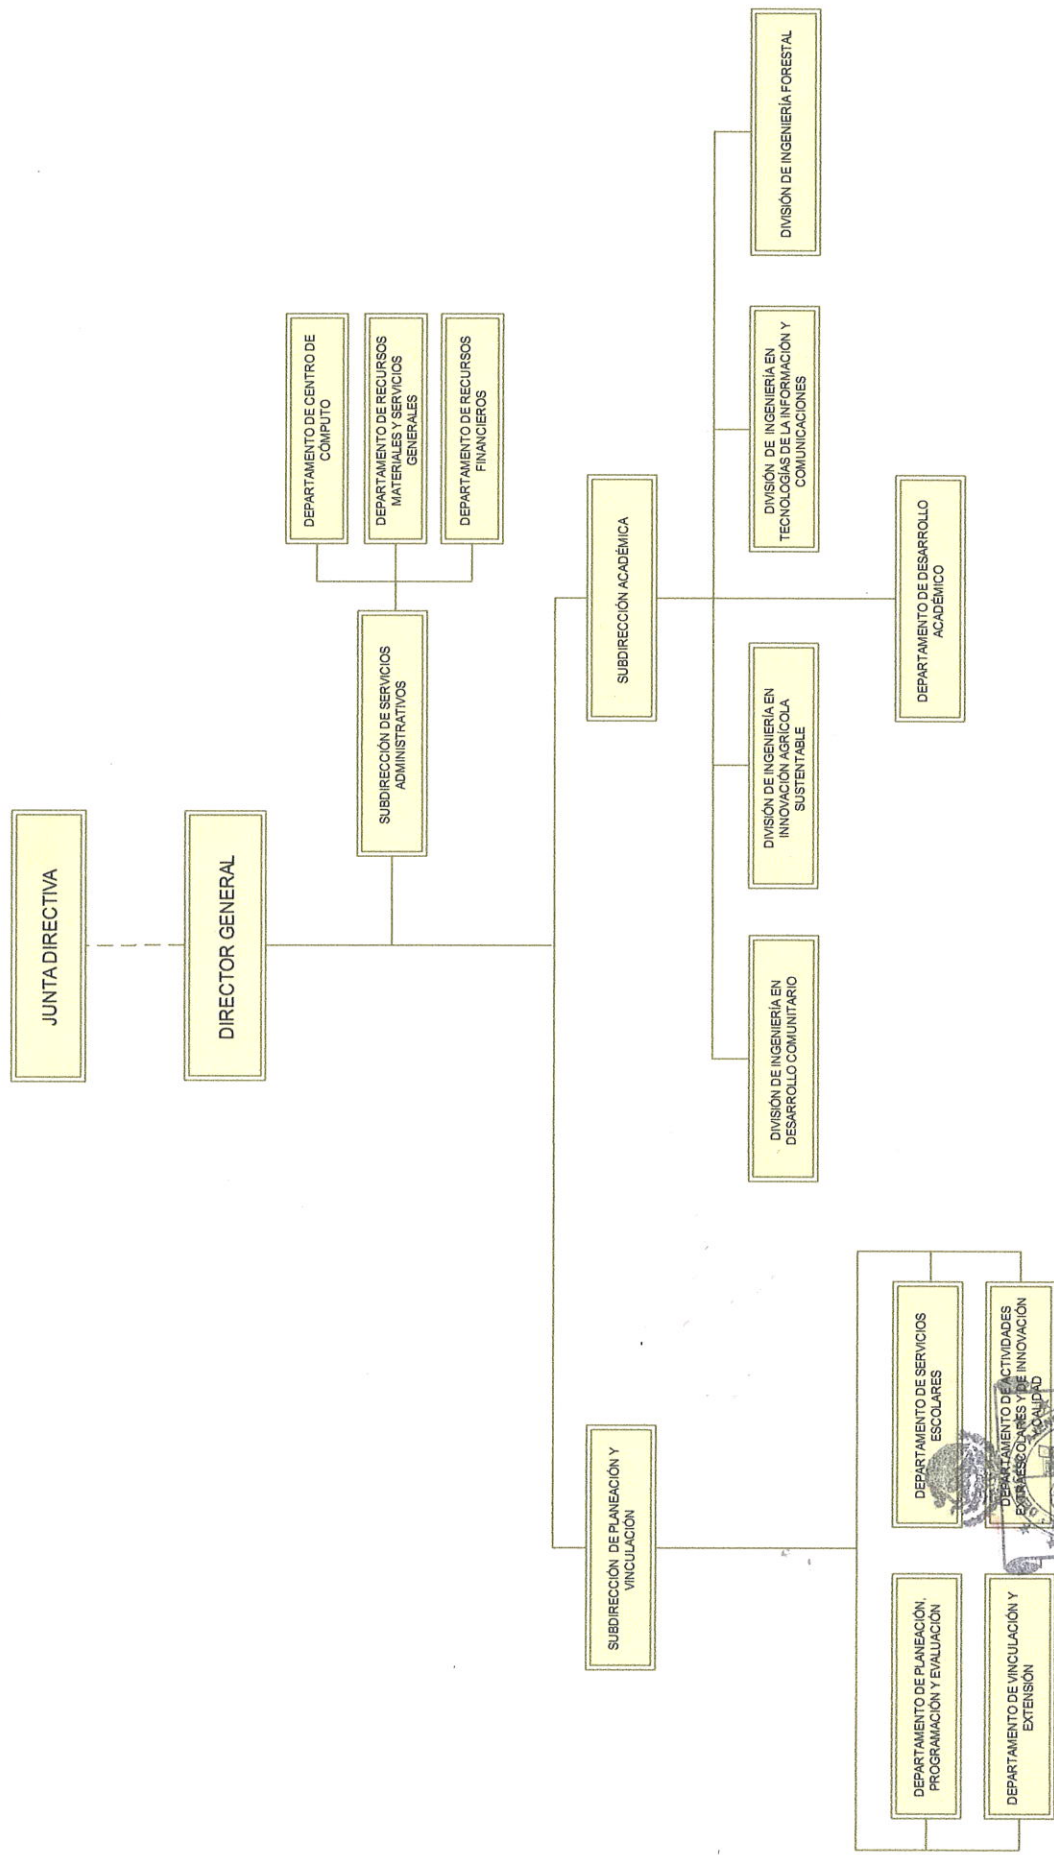 JUNTA DIRECTIVA
DIRECTOR GENERAL
SUBDIRECCIÓN DE SERVICIOS
ADMINISTRATIVOS
DEPARTAMENTO DE CENTRO DE
CÓMPUTO
DEPARTAMENTO DE RECURSOS
MATERIALES Y SERVICIOS
GENERALES
DEPARTAMENTO DE RECURSOS
FINANCIEROS
SUBDIRECCIÓN DE PLANEACIÓN Y
VINCULACIÓN
SUBDIRECCIÓN ACADÉMICA
DIVISIÓN DE INGENIERÍA EN
DESARROLLO COMUNITARIO
DIVISIÓN DE INGENIERÍA EN
INNOVACIÓN AGRÍCOLA
SUSTENTABLE
DIVISIÓN DE INGENIERÍA EN
TECNOLOGÍAS DE LA INFORMACIÓN Y
COMUNICACIONES
DIVISIÓN DE INGENIERÍA FORESTAL
DEPARTAMENTO DE PLANEACIÓN,
PROGRAMACIÓN Y EVALUACIÓN
DEPARTAMENTO DE SERVICIOS
ESCOLARES
DEPARTAMENTO DE DESARROLLO
ACADÉMICO
DEPARTAMENTO DE VINCULACIÓN Y
EXTENSIÓN
DEPARTAMENTO DE ACTIVIDADES
EXTRAESCOLARES Y DE INNOVACIÓN
CALIDAD